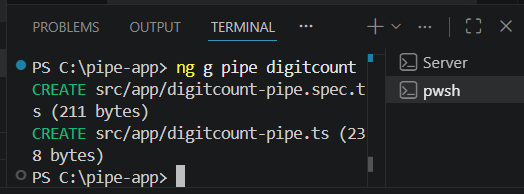 PROBLEMS OUTPUT TERMINAL ...
PS C:\pipe-app> ng g pipe digitcount
CREATE src/app/digitcount-pipe.spec.t
s (211 bytes)
CREATE src/app/digitcount-pipe.ts (23
8 bytes)
PS C:\pipe-app>
Server
pwsh